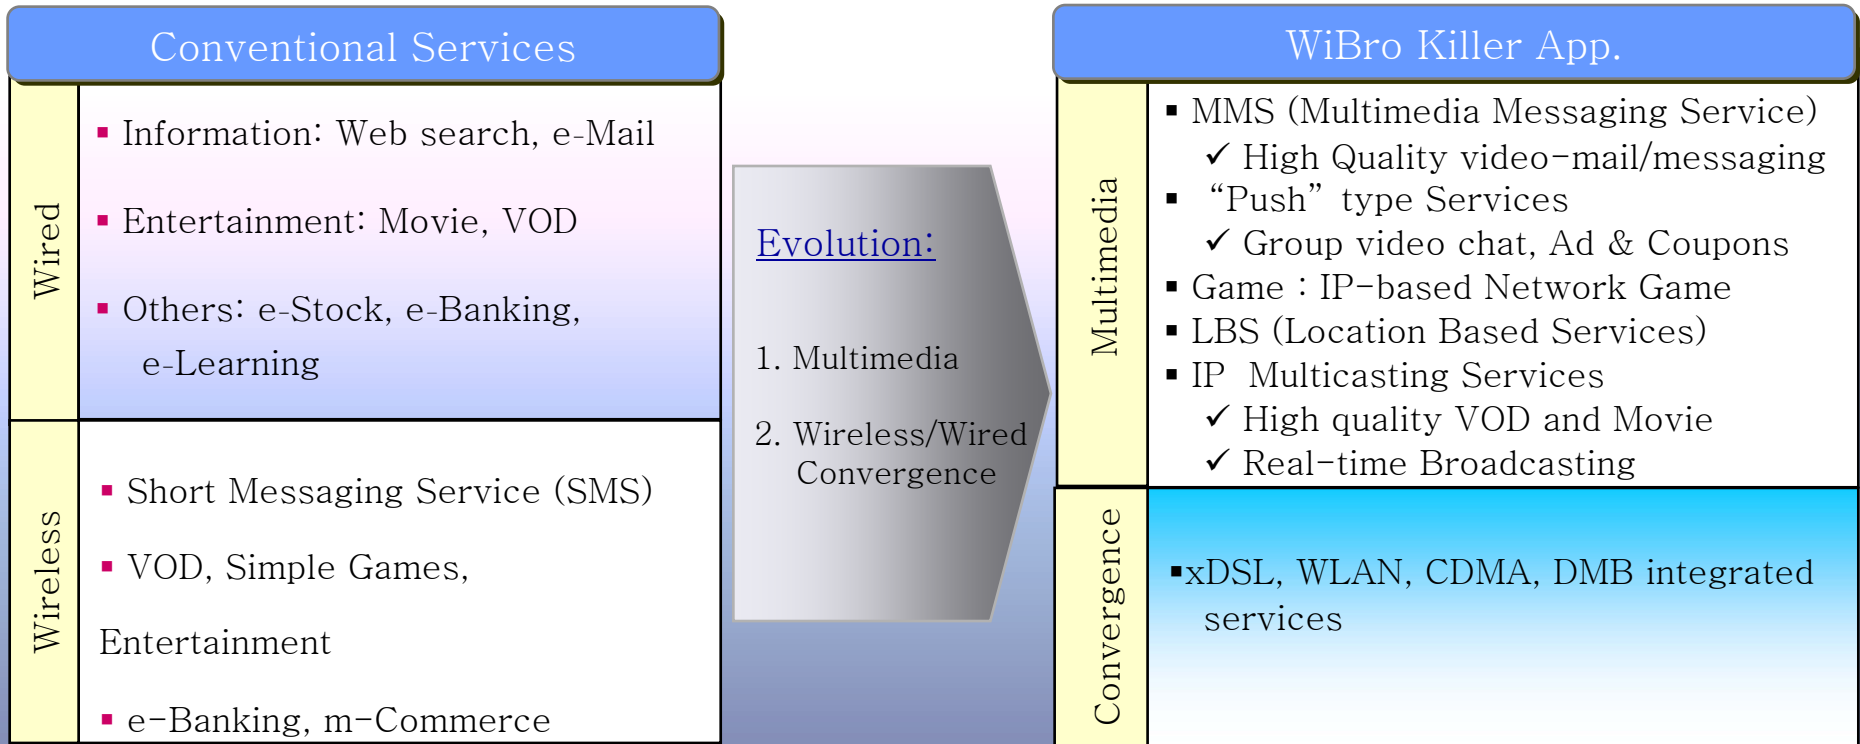 Conventional Services
Wired
▪ Information: Web search, e-Mail
▪ Entertainment: Movie, VOD
▪ Others: e-Stock, e-Banking,
e-Learning
Wireless
▪ Short Messaging Service (SMS)
▪ VOD, Simple Games,
Entertainment
▪ e-Banking, m-Commerce
Evolution:
1. Multimedia
2. Wireless/Wired
Convergence
WiBro Killer App.
Multimedia
▪ MMS (Multimedia Messaging Service)
✓ High Quality video-mail/messaging
▪ “Push” type Services
✓ Group video chat, Ad & Coupons
▪ Game : IP-based Network Game
▪ LBS (Location Based Services)
▪ IP Multicasting Services
✓ High quality VOD and Movie
✓ Real-time Broadcasting
Convergence
▪xDSL, WLAN, CDMA, DMB integrated
services